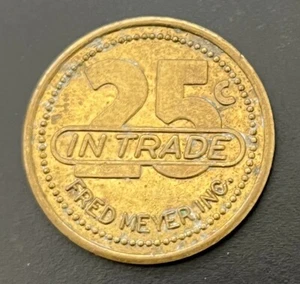 25¢
IN TRADE
FRED MEYER INC.